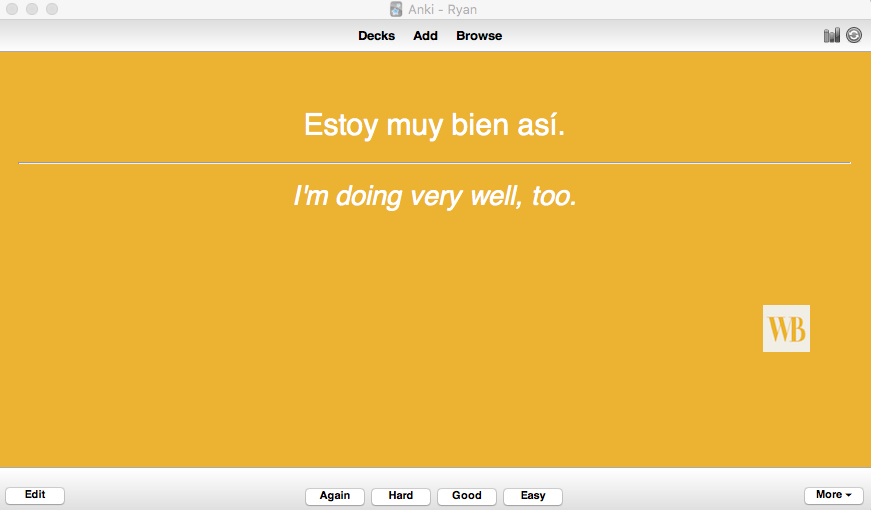 Anki - Ryan
Decks Add Browse
Estoy muy bien así.
I'm doing very well, too.
WB
Edit Again Hard Good Easy More